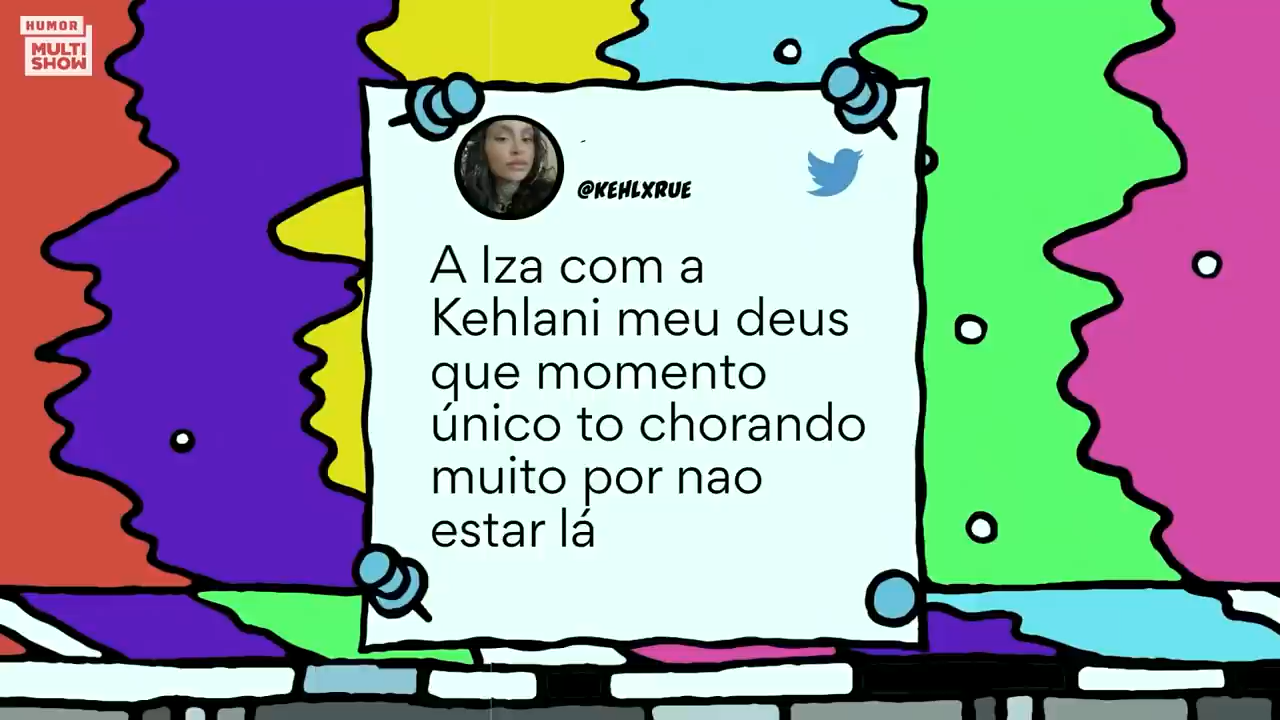 HUMOR
MULTI
SHOW
@KEHLXRUE
A Iza com a
Kehlani meu deus
que momento
único to chorando
muito por nao
estar lá